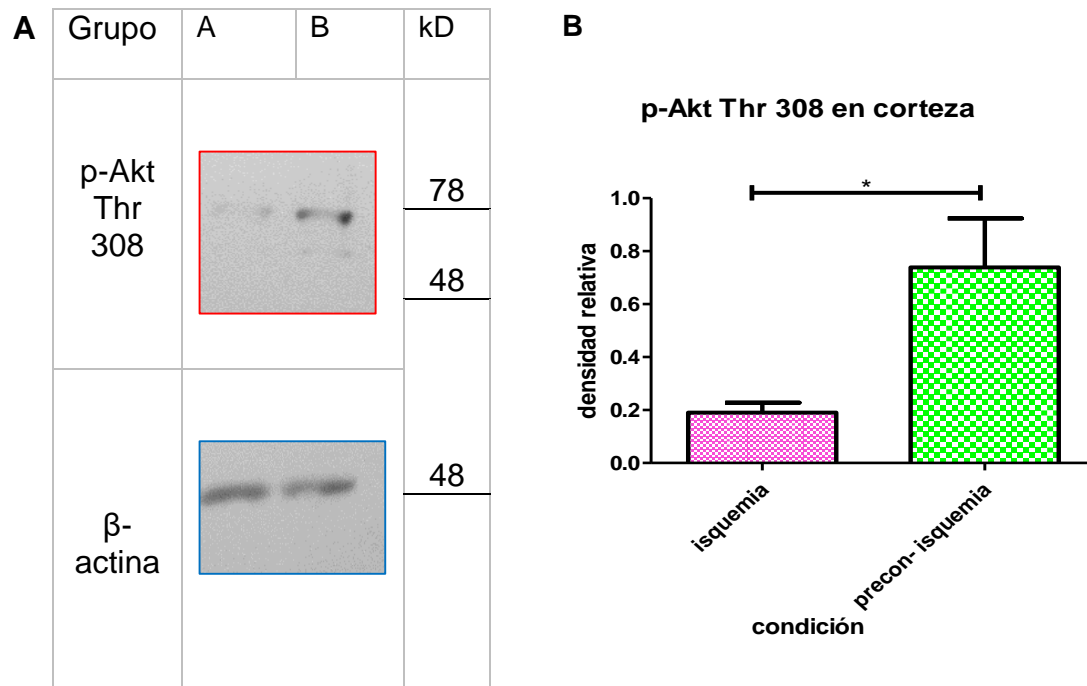 A
Grupo A B kD
p-Akt
Thr
308
78
48
β-
actina
48
B
p-Akt Thr 308 en corteza
*
1.0
0.8
0.6
0.4
0.2
0.0
densidad relativa
isquemia
precon- isquemia
condición